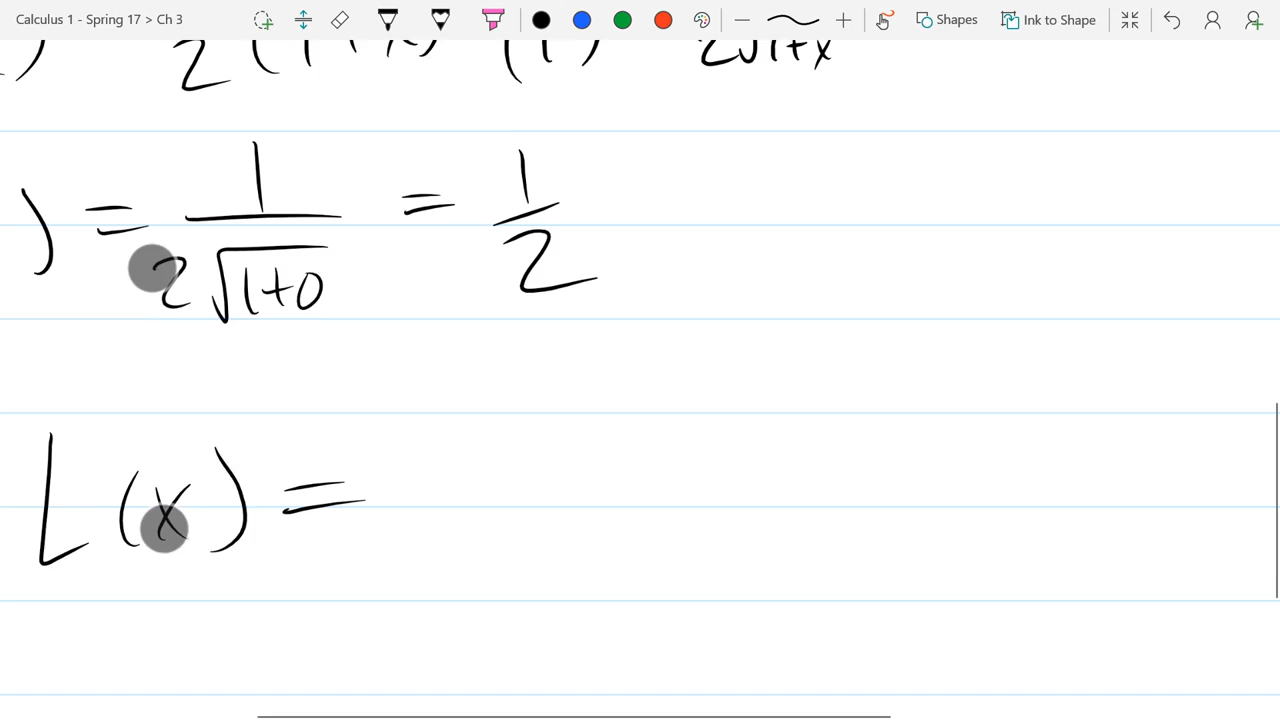 Calculus 1 - Spring 17 > Ch 3 Shapes Ink to Shape
) = 1/(2√(1+0)) = 1/2
L(x) =